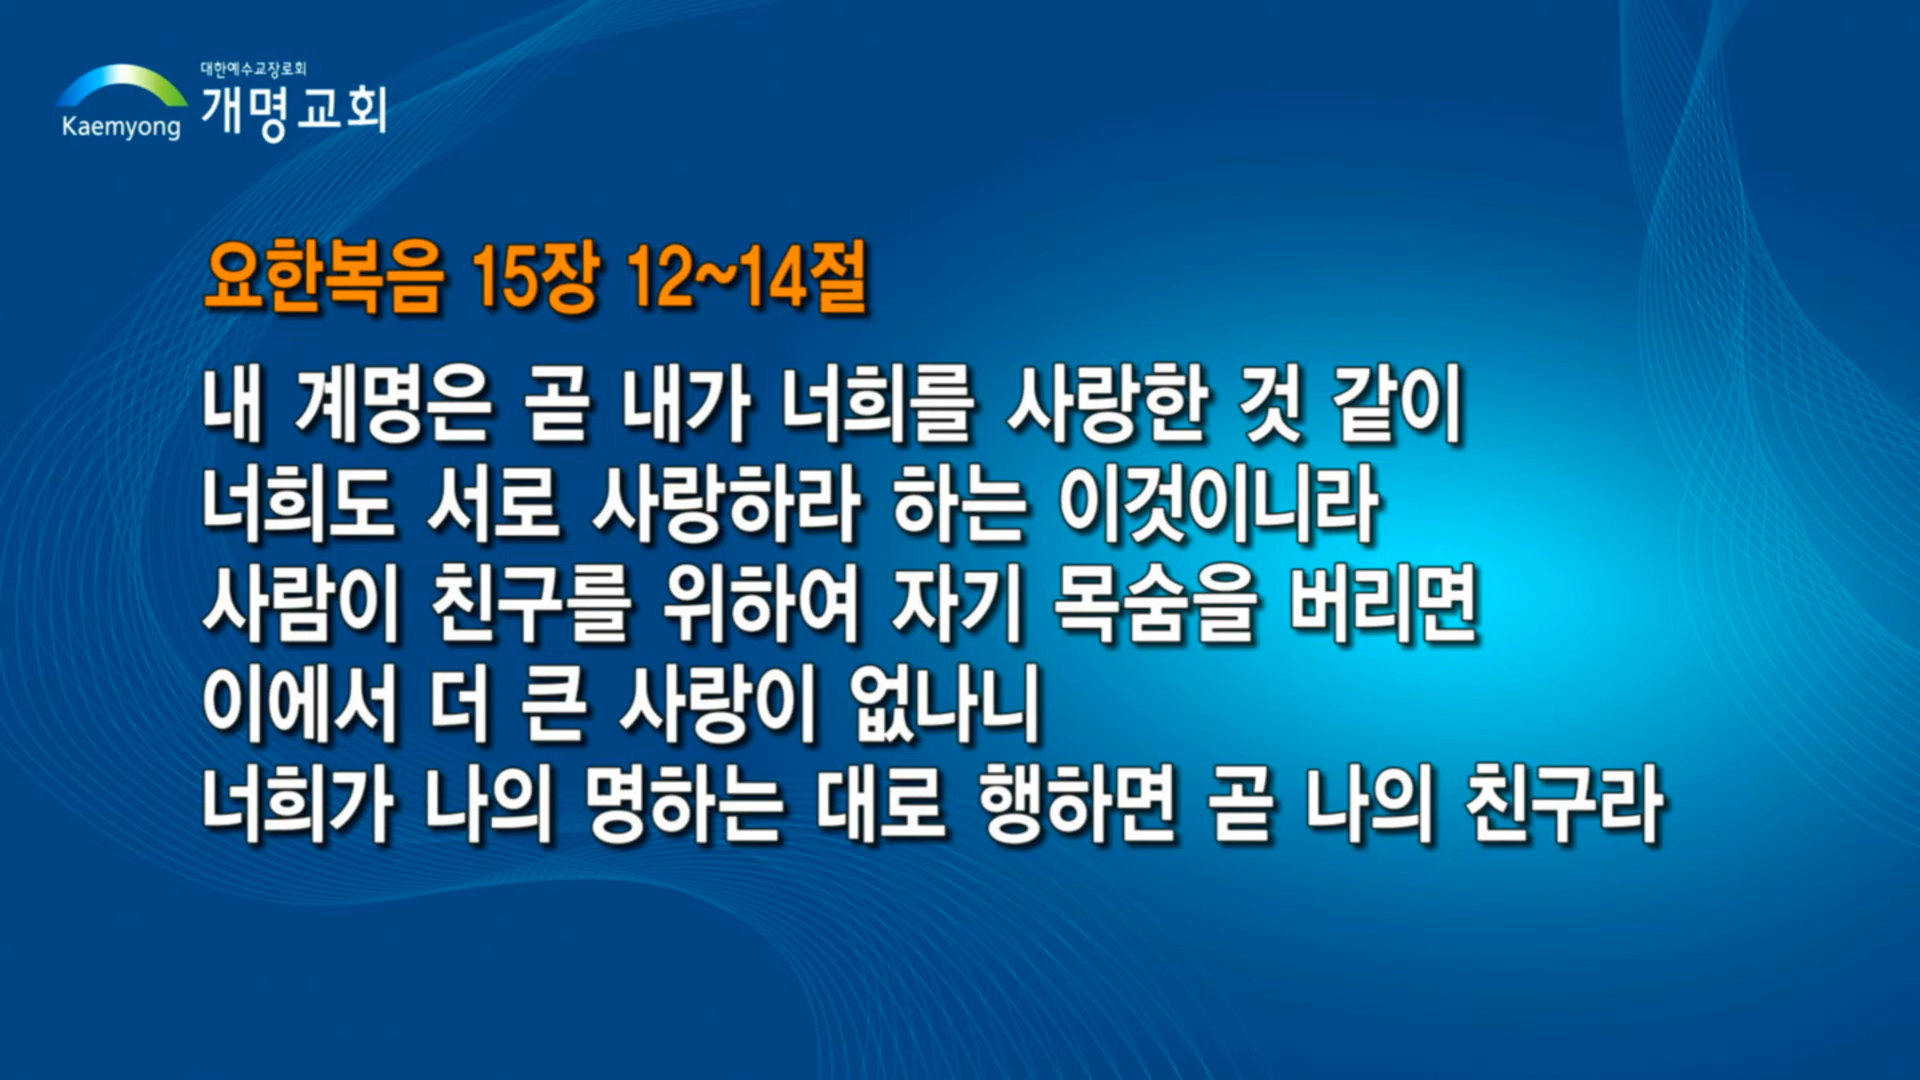 대한예수교장로회
개명교회
Kaemyong
요한복음 15장 12~14절
내 계명은 곧 내가 너희를 사랑한 것 같이
너희도 서로 사랑하라 하는 이것이니라
사람이 친구를 위하여 자기 목숨을 버리면
이에서 더 큰 사랑이 없나니
너희가 나의 명하는 대로 행하면 곧 나의 친구라